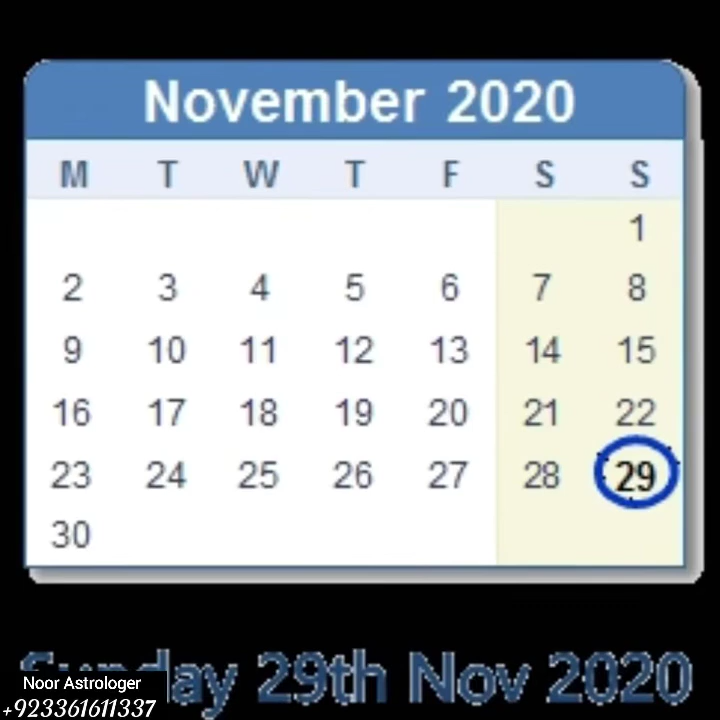 November 2020
M T W T F S S
1
2 3 4 5 6 7 8
9 10 11 12 13 14 15
16 17 18 19 20 21 22
23 24 25 26 27 28 29
30
Sunday 29th Nov 2020
Noor Astrologer
+923361611337